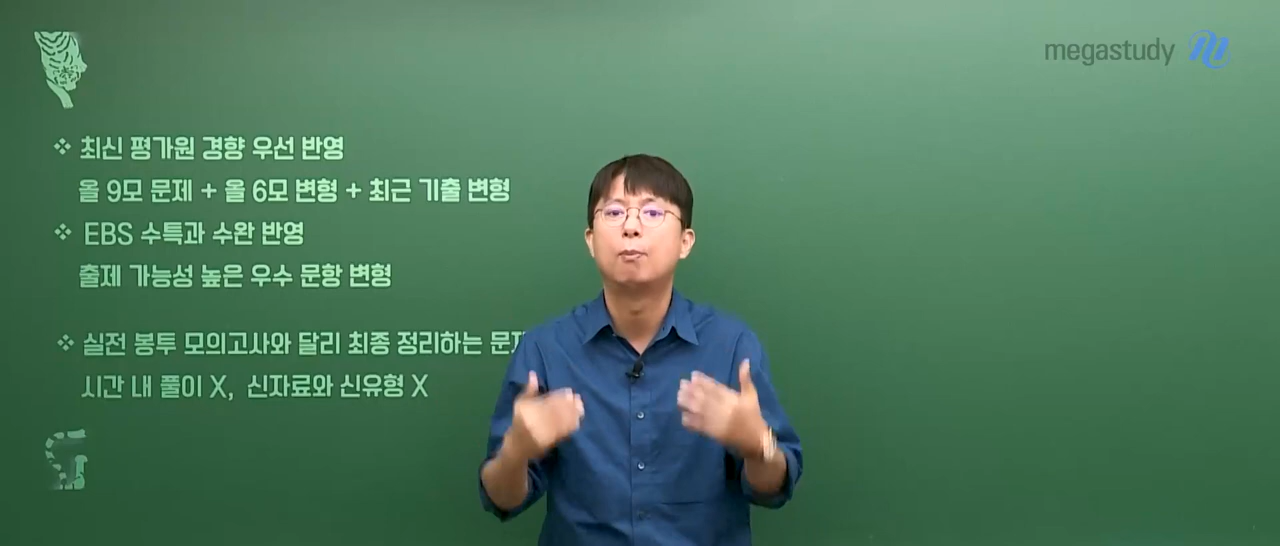 megastudy
❖ 최신 평가원 경향 우선 반영
올 9모 문제 + 올 6모 변형 + 최근 기출 변형
❖ EBS 수특과 수완 반영
출제 가능성 높은 우수 문항 변형
❖ 실전 봉투 모의고사와 달리 최종 정리하는
시간 내 풀이 X, 신자료와 신유형 X